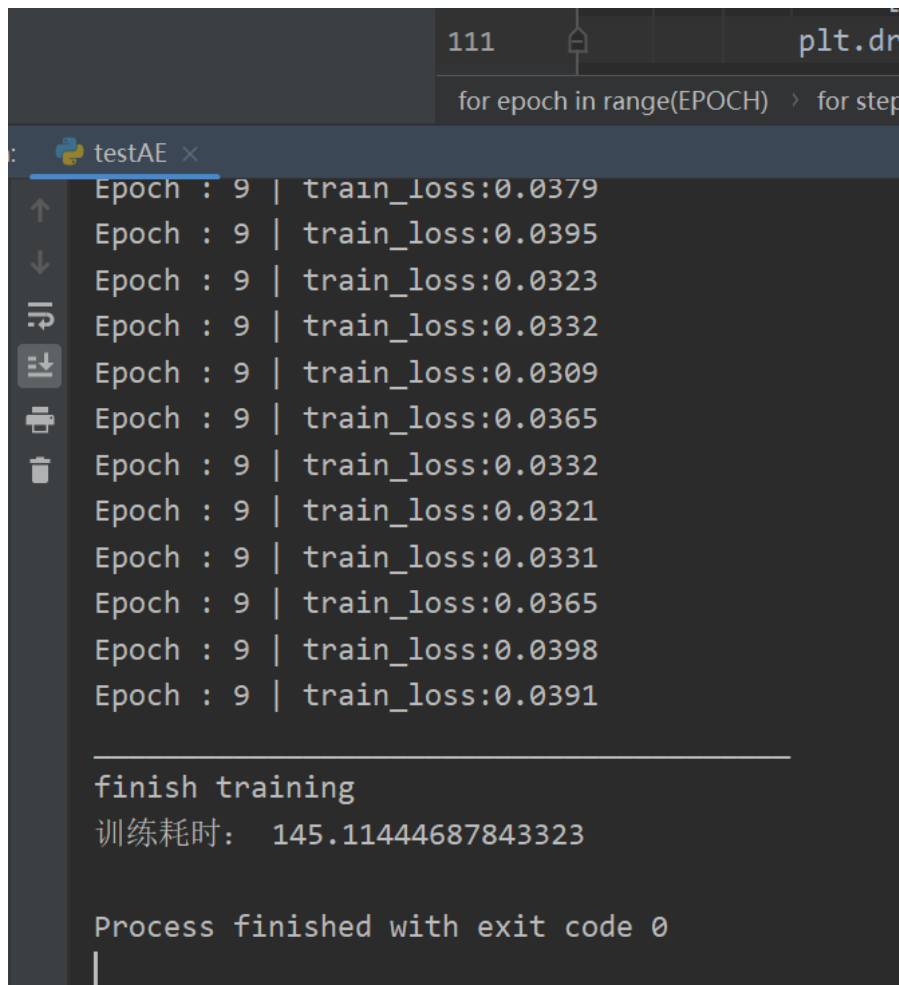 111 plt.dr
for epoch in range(EPOCH) › for step
: testAE ×
Epoch : 9 | train_loss:0.0379
Epoch : 9 | train_loss:0.0395
Epoch : 9 | train_loss:0.0323
Epoch : 9 | train_loss:0.0332
Epoch : 9 | train_loss:0.0309
Epoch : 9 | train_loss:0.0365
Epoch : 9 | train_loss:0.0332
Epoch : 9 | train_loss:0.0321
Epoch : 9 | train_loss:0.0331
Epoch : 9 | train_loss:0.0365
Epoch : 9 | train_loss:0.0398
Epoch : 9 | train_loss:0.0391
________________________________________
finish training
训练耗时： 145.11444687843323
Process finished with exit code 0